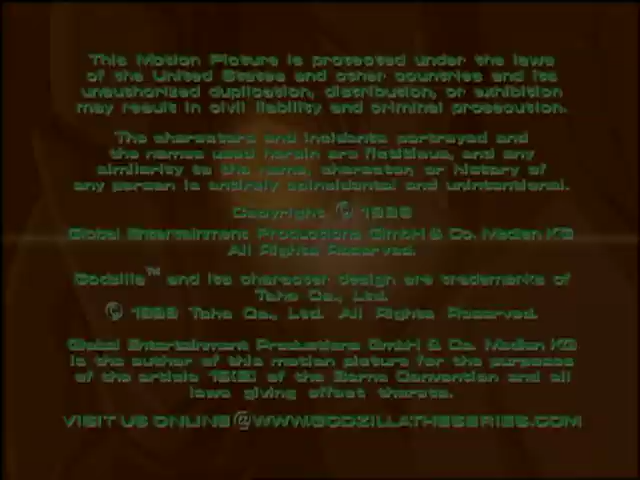 This Motion Picture is protected under the laws
of the United States and other countries and its
unauthorized duplication, distribution, or exhibition
may result in civil liability and criminal prosecution.
The characters and incidents portrayed and
the names used herein are fictitious, and any
similarity to the name, character, or history of
any person is entirely coincidental and unintentional.
Copyright ©
Global Entertainment Productions GmbH & Co. Medien KG
All Rights Reserved.
Godzilla™ and its character design are trademarks of
Toho Co., Ltd.
© Toho Co., Ltd. All Rights Reserved.
Global Entertainment Productions GmbH & Co. Medien KG
is the author of this motion picture for the purposes
of the article 15(2) of the Berne Convention and all
laws giving effect thereto.
VISIT US ONLINE@WWW.GODZILLATHESERIES.COM